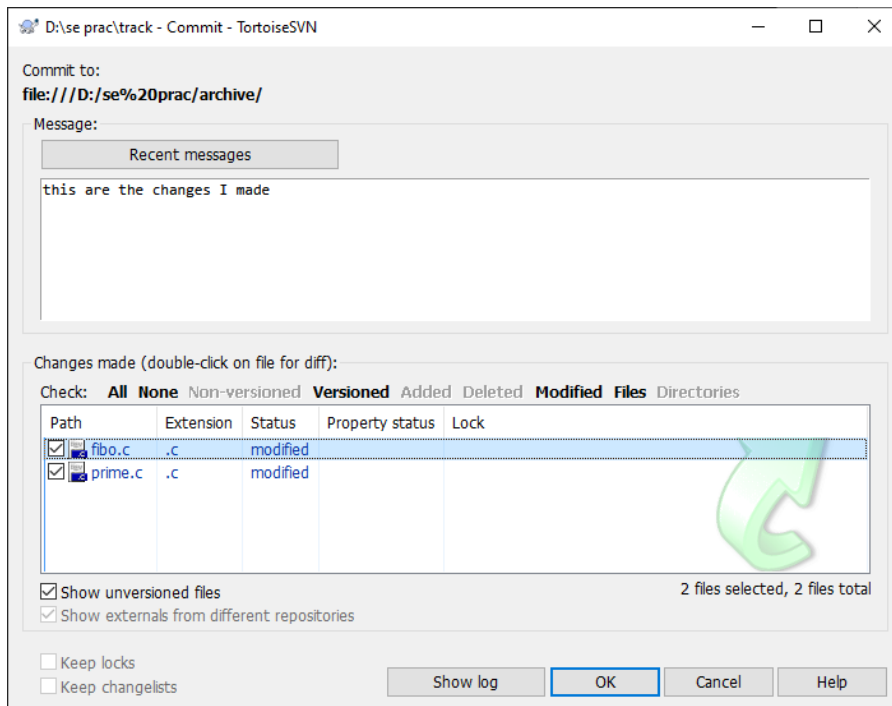 D:\se prac\track - Commit - TortoiseSVN
Commit to:
file:///D:/se%20prac/archive/
Message:
Recent messages
this are the changes I made
Changes made (double-click on file for diff):
Check: All None Non-versioned Versioned Added Deleted Modified Files Directories
Path Extension Status Property status Lock
fibo.c .c modified
prime.c .c modified
Show unversioned files 2 files selected, 2 files total
Show externals from different repositories
Keep locks
Keep changelists
Show log OK Cancel Help